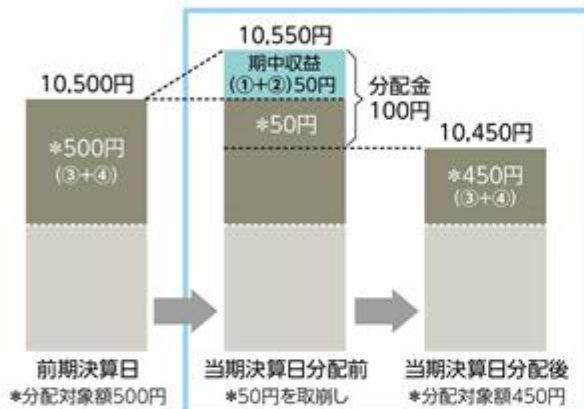 10,500円
＊500円
(③+④)
前期決算日
＊分配対象額500円
10,550円
期中収益
(①+②)50円
＊50円
分配金
100円
当期決算日分配前
＊50円を取崩し
10,450円
＊450円
(③+④)
当期決算日分配後
＊分配対象額450円